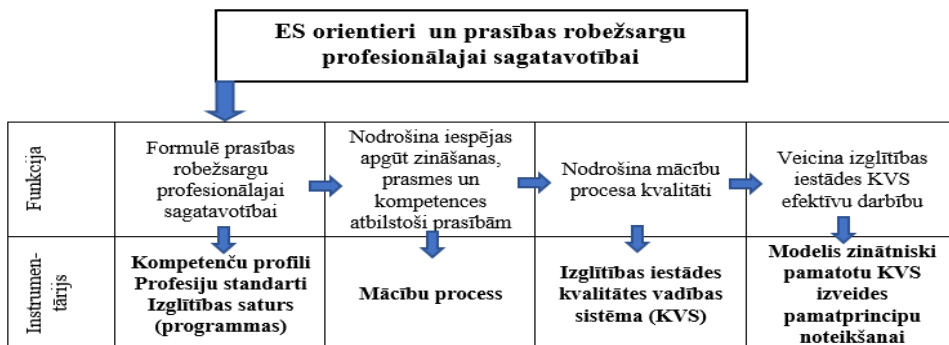 ES orientieri un prasības robežsargu
profesionālajai sagatavotībai
Funkcija
Formulē prasības
robežsargu
profesionālajai
sagatavotībai
Nodrošina iespējas
apgūt zināšanas,
prasmes un
kompetences
atbilstoši prasībām
Nodrošina mācību
procesa kvalitāti
Veicina izglītības
iestādes KVS
efektīvu darbību
Instrumen-
tārijs
Kompetenču profili
Profesiju standarti
Izglītības saturs
(programmas)
Mācību process
Izglītības iestādes
kvalitātes vadības
sistēma (KVS)
Modelis zinātniski
pamatotu KVS
izveides
pamatprincipu
noteikšanai